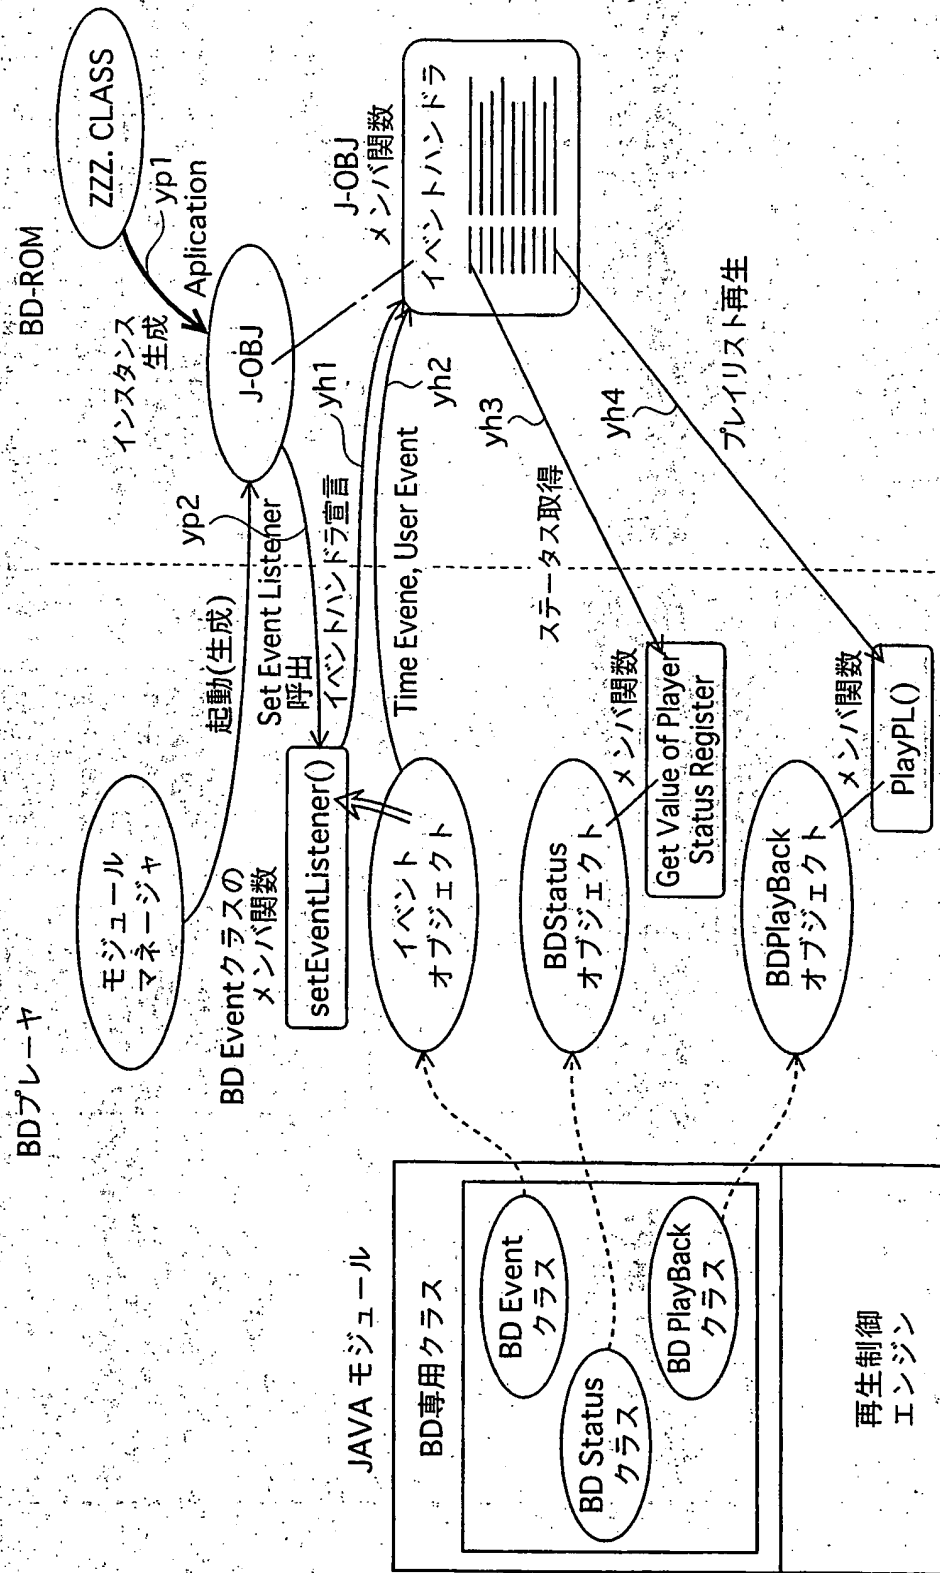 BDプレーヤ
BD-ROM
モジュール
マネージャ
起動(生成)
ZZZ. CLASS
yp1
Aplication
インスタンス
生成
J-OBJ
yp2
Set Event Listener
呼出
BD Eventクラスの
メンバ関数
setEventListener()
イベントハンドラ宣言
yh1
yh2
Time Evene, User Event
J-OBJ
メンバ関数
イベントハンドラ
イベント
オブジェクト
ステータス取得
yh3
yh4
プレイリスト再生
BDStatus
オブジェクト
メンバ関数
Get Value of Player
Status Register
BDPlayBack
オブジェクト
メンバ関数
PlayPL()
JAVA モジュール
BD専用クラス
BD Event
クラス
BD Status
クラス
BD PlayBack
クラス
再生制御
エンジン